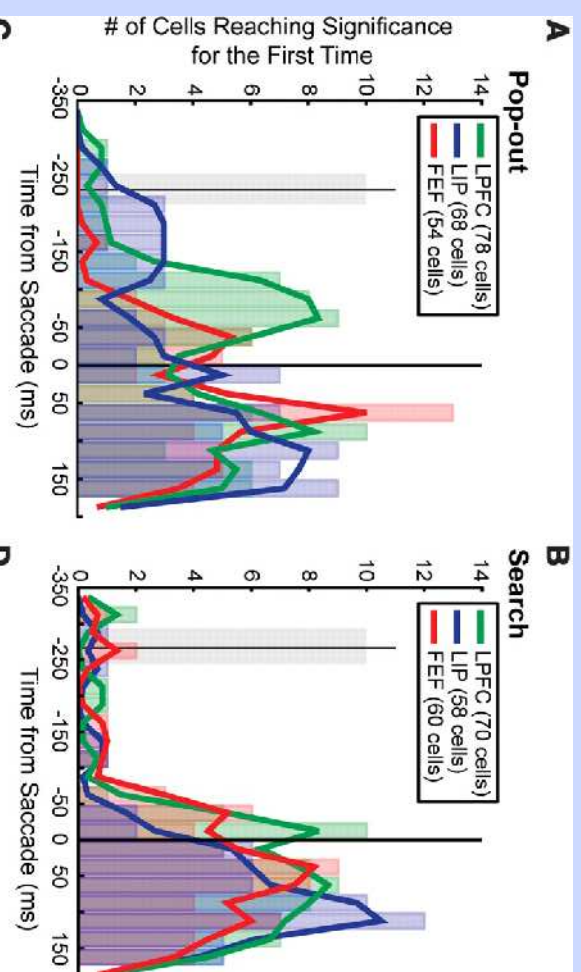 A
Pop-out
# of Cells Reaching Significance
for the First Time
14
12
10
8
6
4
2
0
LPFC (78 cells)
LIP (68 cells)
FEF (54 cells)
-350
-250
-150
-50
0
50
150
Time from Saccade (ms)
B
Search
14
12
10
8
6
4
2
0
LPFC (70 cells)
LIP (58 cells)
FEF (60 cells)
-350
-250
-150
-50
0
50
150
Time from Saccade (ms)
C
D